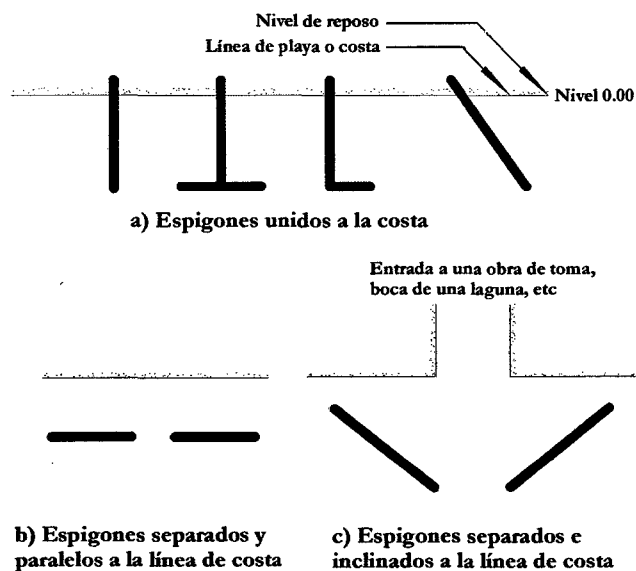 Nivel de reposo
Línea de playa o costa
Nivel 0.00
a) Espigones unidos a la costa
Entrada a una obra de toma,
boca de una laguna, etc
b) Espigones separados y
paralelos a la línea de costa
c) Espigones separados e
inclinados a la línea de costa